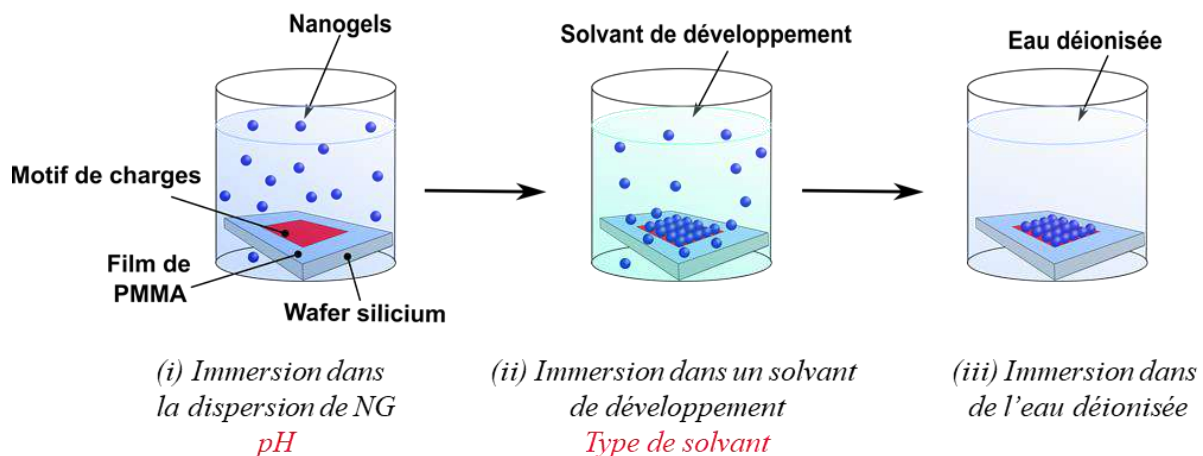 Nanogels
Motif de charges
Film de
PMMA
Wafer silicium
(i) Immersion dans
la dispersion de NG
pH
Solvant de développement
(ii) Immersion dans un solvant
de développement
Type de solvant
Eau déionisée
(iii) Immersion dans
de l'eau déionisée